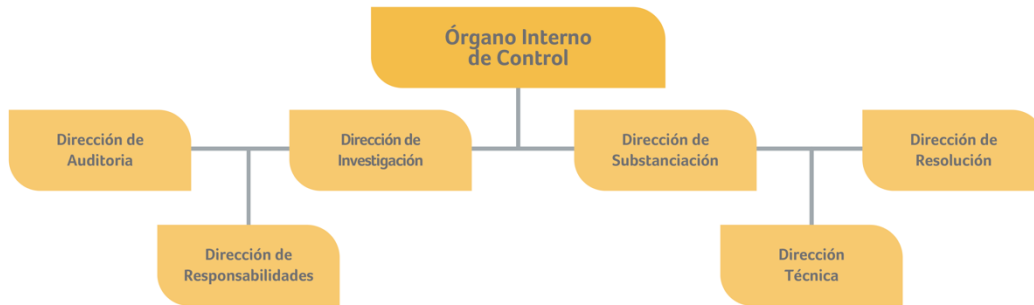 Órgano Interno
de Control
Dirección de
Auditoria
Dirección de
Investigación
Dirección de
Substanciación
Dirección de
Resolución
Dirección de
Responsabilidades
Dirección
Técnica